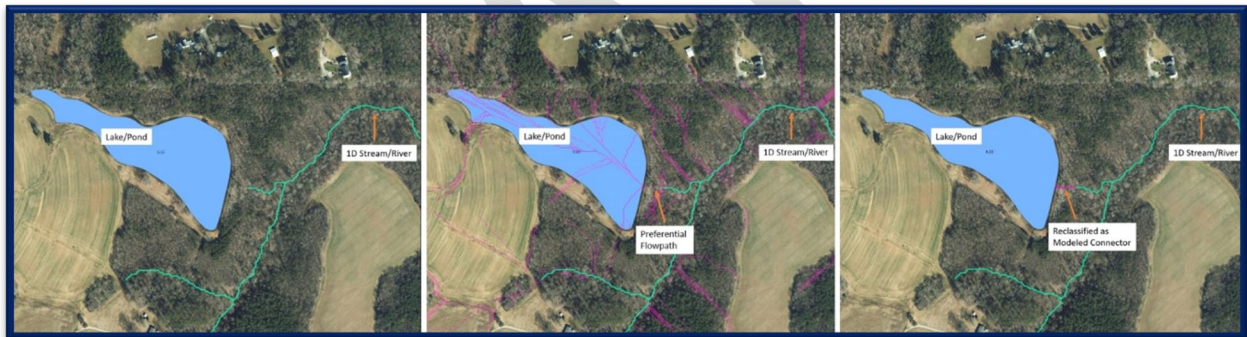 Lake/Pond
1D Stream/River
Lake/Pond
1D Stream/River
Preferential
Flowpath
Lake/Pond
1D Stream/River
Reclassified as
Modeled Connector